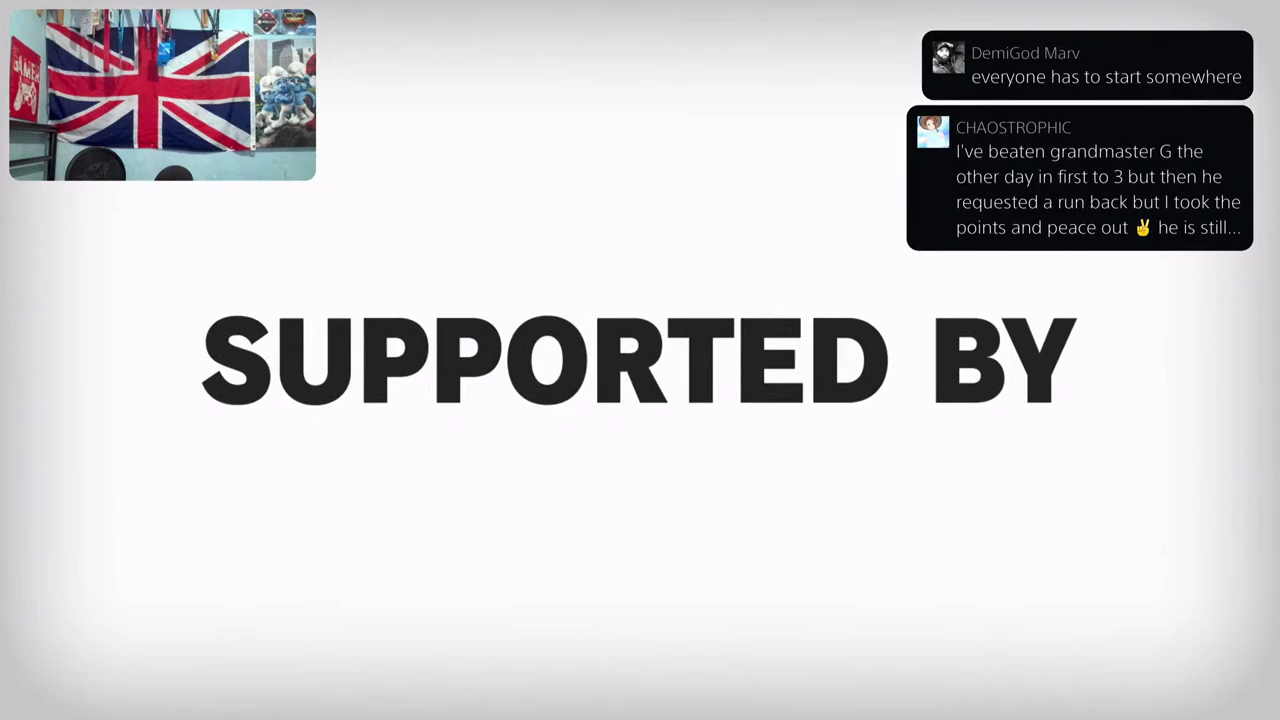 GAMER
DemiGod Marv
everyone has to start somewhere
CHAOSTROPHIC
I've beaten grandmaster G the
other day in first to 3 but then he
requested a run back but I took the
points and peace out ✌ he is still...
SUPPORTED BY